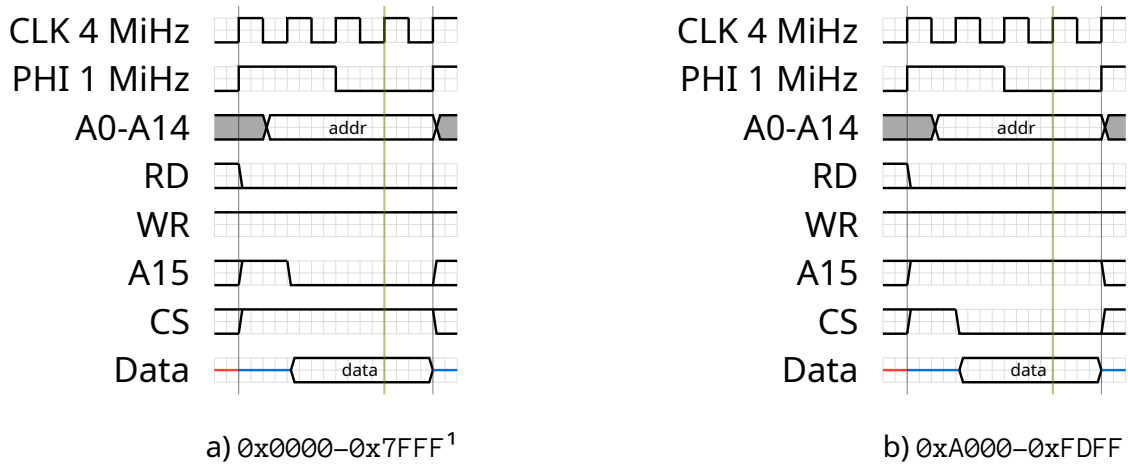 CLK 4 MiHz
PHI 1 MiHz
A0-A14
addr
RD
WR
A15
CS
Data
data
a) 0x0000–0x7FFF¹
CLK 4 MiHz
PHI 1 MiHz
A0-A14
addr
RD
WR
A15
CS
Data
data
b) 0xA000–0xFDFF